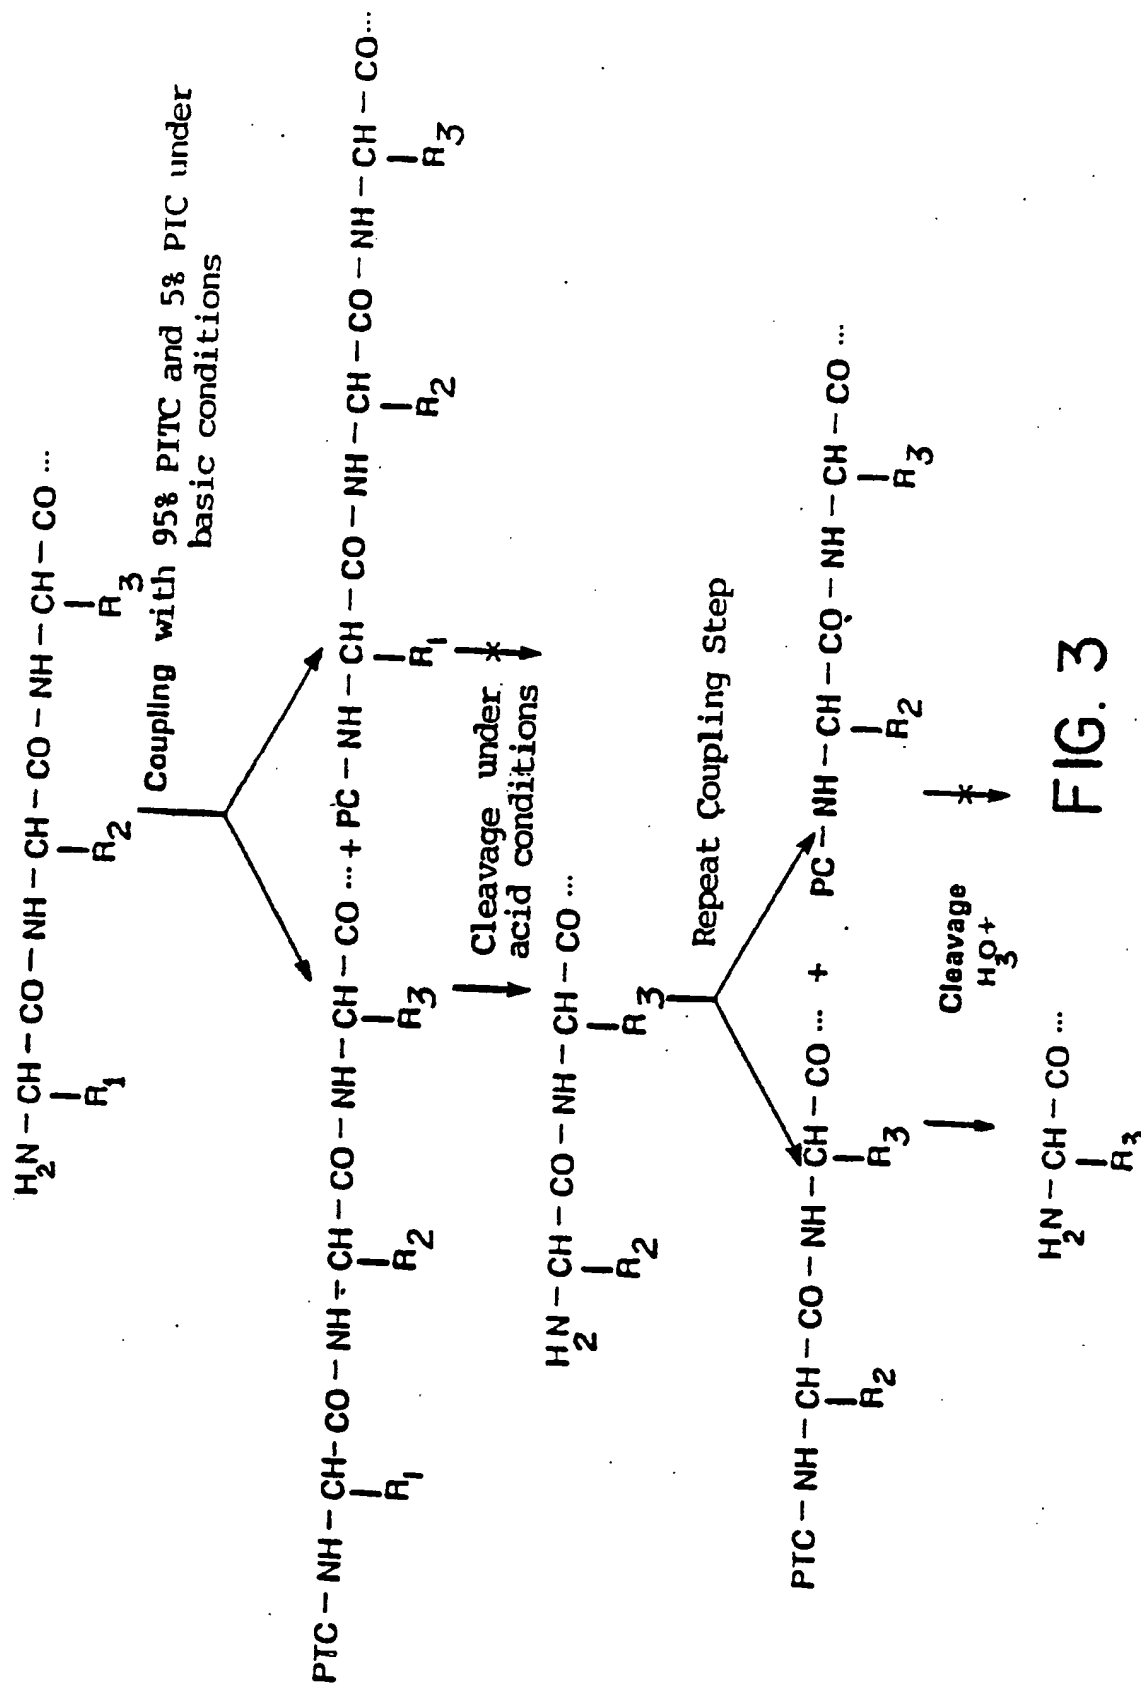 H2N – CH – CO – NH – CH – CO – NH – CH – CO ...
R1 R2 R3
Coupling with 95% PITC and 5% PIC under
basic conditions
PTC – NH – CH – CO – NH – CH – CO – NH – CH – CO ... + PC – NH – CH – CO – NH – CH – CO – NH – CH – CO ...
R1 R2 R3 R1 R2 R3
Cleavage under
acid conditions
H2N – CH – CO – NH – CH – CO ...
R2 R3
Repeat Coupling Step
PTC – NH – CH – CO – NH – CH – CO ... + PC – NH – CH – CO – NH – CH – CO ...
R2 R3 R2 R3
Cleavage
H3O+
H2N – CH – CO ...
R3
FIG. 3